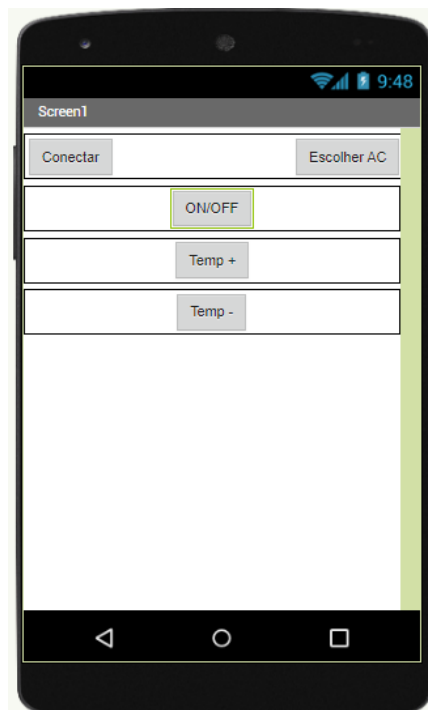 9:48
Screen1
Conectar Escolher AC
ON/OFF
Temp +
Temp -